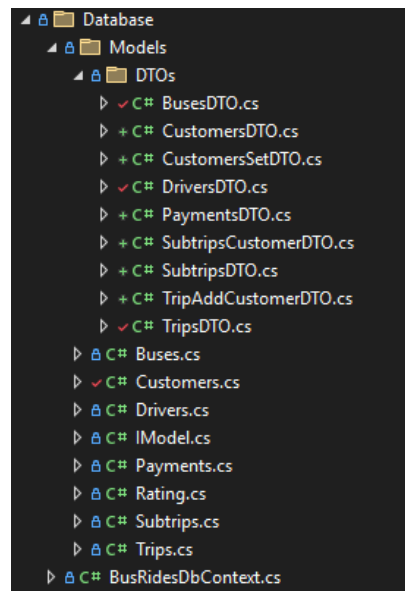 Database
Models
DTOs
C# BusesDTO.cs
+ C# CustomersDTO.cs
+ C# CustomersSetDTO.cs
C# DriversDTO.cs
+ C# PaymentsDTO.cs
+ C# SubtripsCustomerDTO.cs
+ C# SubtripsDTO.cs
+ C# TripAddCustomerDTO.cs
C# TripsDTO.cs
C# Buses.cs
C# Customers.cs
C# Drivers.cs
C# IModel.cs
C# Payments.cs
C# Rating.cs
C# Subtrips.cs
C# Trips.cs
C# BusRidesDbContext.cs